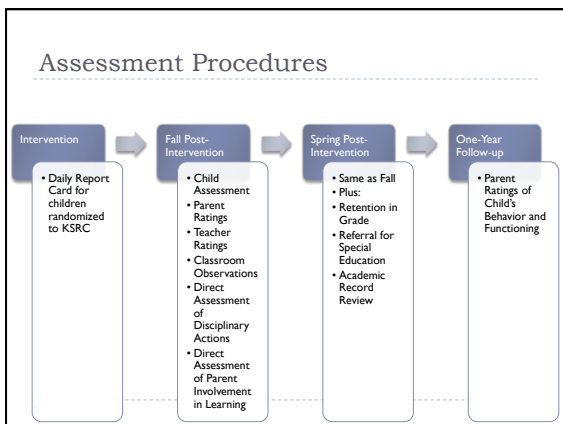 Assessment Procedures
Intervention
• Daily Report
Card for
children
randomized
to KSRC
Fall Post-
Intervention
• Child
Assessment
• Parent
Ratings
• Teacher
Ratings
• Classroom
Observations
• Direct
Assessment
of
Disciplinary
Actions
• Direct
Assessment
of Parent
Involvement
in Learning
Spring Post-
Intervention
• Same as Fall
• Plus:
• Retention in
Grade
• Referral for
Special
Education
• Academic
Record
Review
One-Year
Follow-up
• Parent
Ratings of
Child's
Behavior and
Functioning